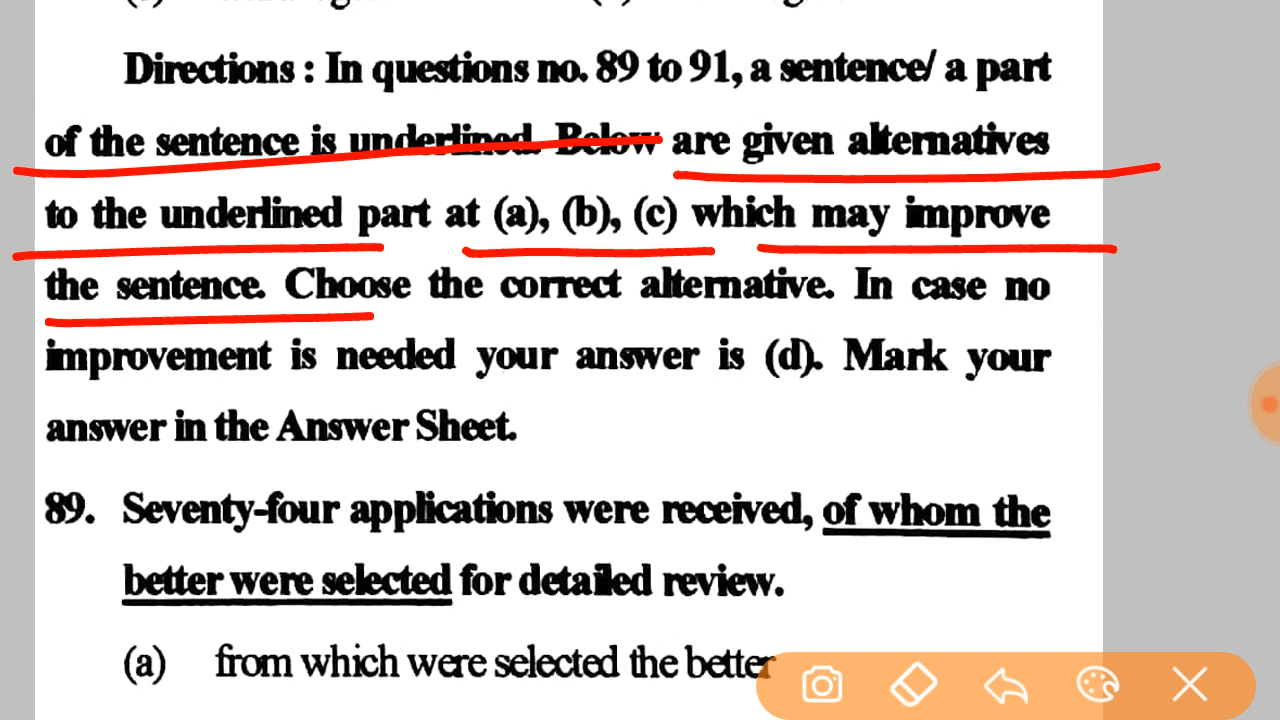 Directions : In questions no. 89 to 91, a sentence/ a part
of the sentence is underlined. Below are given alternatives
to the underlined part at (a), (b), (c) which may improve
the sentence. Choose the correct alternative. In case no
improvement is needed your answer is (d). Mark your
answer in the Answer Sheet.
89. Seventy-four applications were received, of whom the
better were selected for detailed review.
(a) from which were selected the better